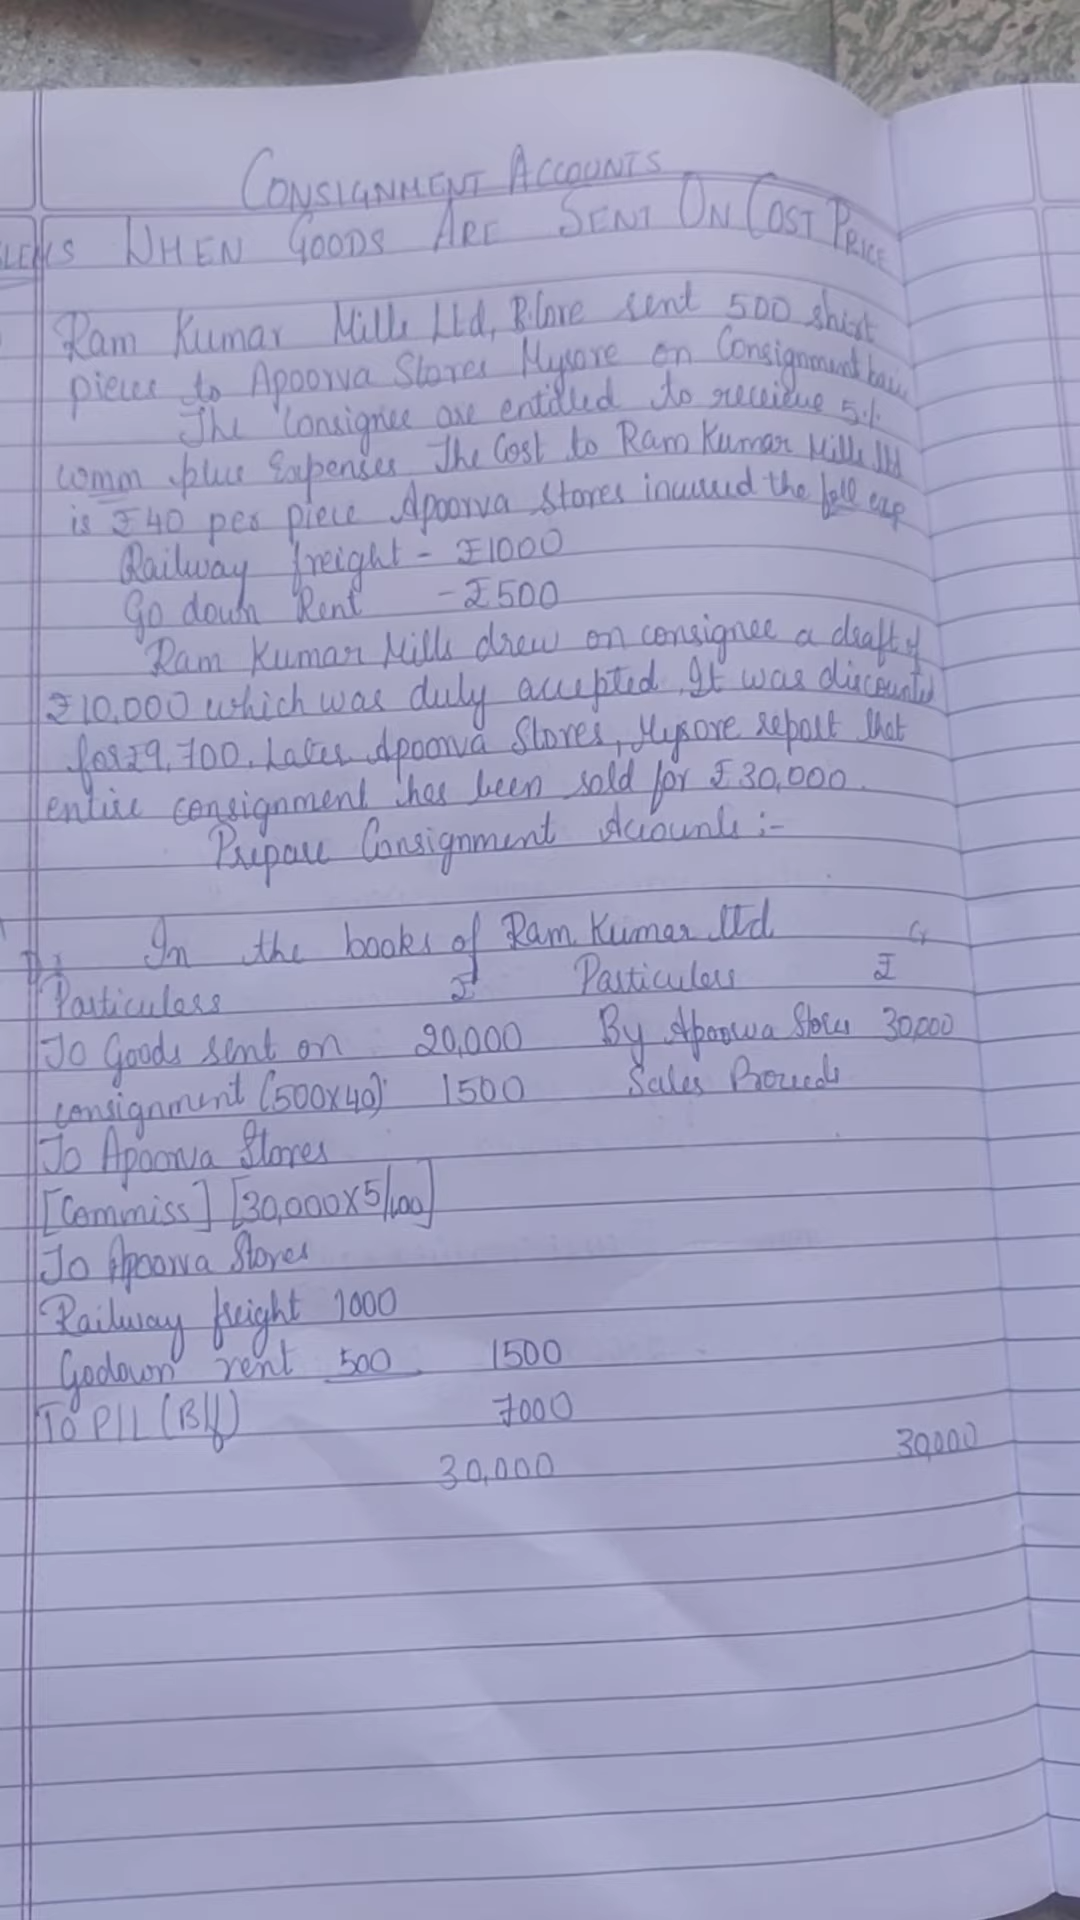 CONSIGNMENT ACCOUNTS
WHEN GOODS ARE SENT ON COST PRICE
Ram Kumar Mills Ltd, B'lore sent 500 shirt
pieces to Apoorva Stores Mysore on Consignment
The Consignee are entitled to receieve 5%
comm plus Expenses The Cost to Ram Kumar Mills ltd
is ₹40 per piece Apoorva Stores incurred the foll exp
Railway freight - ₹1000
Go down Rent - ₹500
Ram Kumar Mills drew on consignee a draft of
₹10,000 which was duly accepted. It was discounted
for ₹9,700. Later Apoorva Stores, Mysore report that
entire consignment has been sold for ₹30,000.
Prepare Consignment Accounts :-
In the books of Ram Kumar ltd
Dr Cr
Particulars ₹ Particulars ₹
To Goods sent on 20,000 By Apoorva Stores 30,000
consignment (500x40) 1500 Sales Proceeds
To Apoorva Stores
[Commiss] [30,000x5/100]
To Apoorva Stores
Railway freight 1000
Godown rent 500 1500
To P/L (B/f) 7000
30,000 30,000